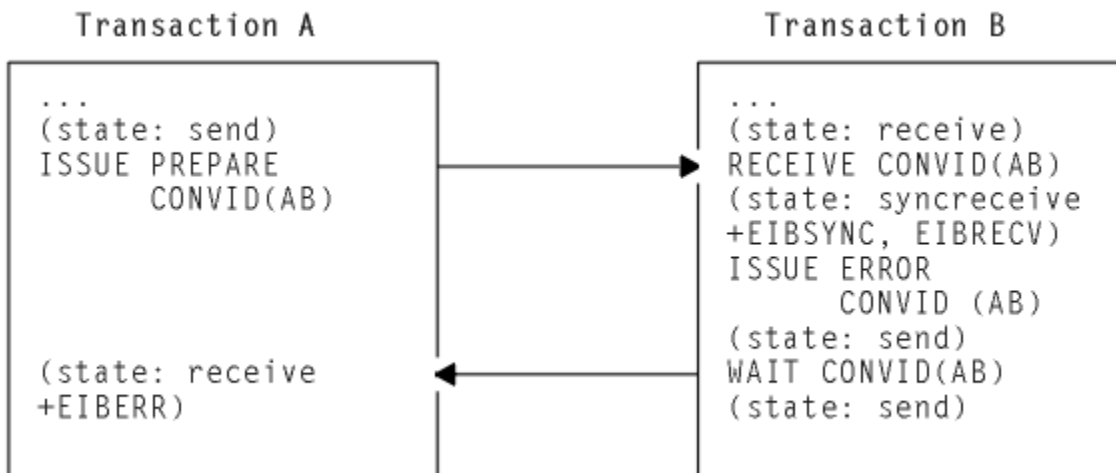 Transaction A
...
(state: send)
ISSUE PREPARE
CONVID(AB)
(state: receive
+EIBERR)
Transaction B
...
(state: receive)
RECEIVE CONVID(AB)
(state: syncreceive
+EIBSYNC, EIBRECV)
ISSUE ERROR
CONVID (AB)
(state: send)
WAIT CONVID(AB)
(state: send)